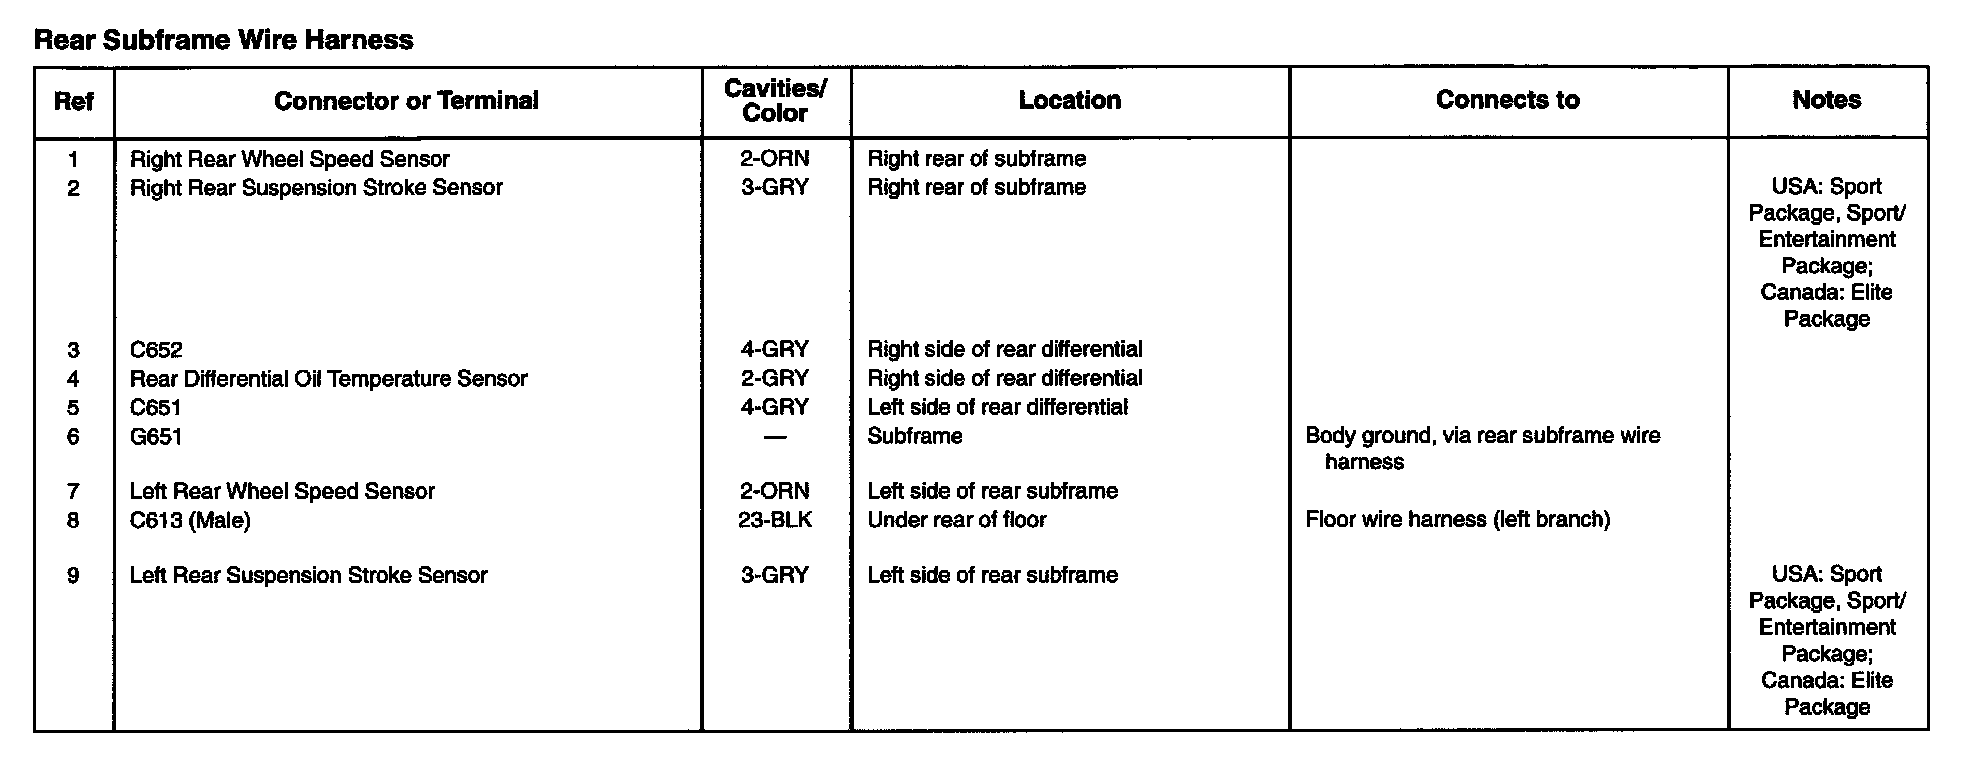 Rear Subframe Wire Harness
Ref Connector or Terminal Cavities/ Color Location Connects to Notes
1 Right Rear Wheel Speed Sensor 2-ORN Right rear of subframe
2 Right Rear Suspension Stroke Sensor 3-GRY Right rear of subframe USA: Sport
Package, Sport/
Entertainment
Package;
Canada: Elite
Package
3 C652 4-GRY Right side of rear differential
4 Rear Differential Oil Temperature Sensor 2-GRY Right side of rear differential
5 C651 4-GRY Left side of rear differential
6 G651 — Subframe Body ground, via rear subframe wire
harness
7 Left Rear Wheel Speed Sensor 2-ORN Left side of rear subframe
8 C613 (Male) 23-BLK Under rear of floor Floor wire harness (left branch)
9 Left Rear Suspension Stroke Sensor 3-GRY Left side of rear subframe USA: Sport
Package, Sport/
Entertainment
Package;
Canada: Elite
Package